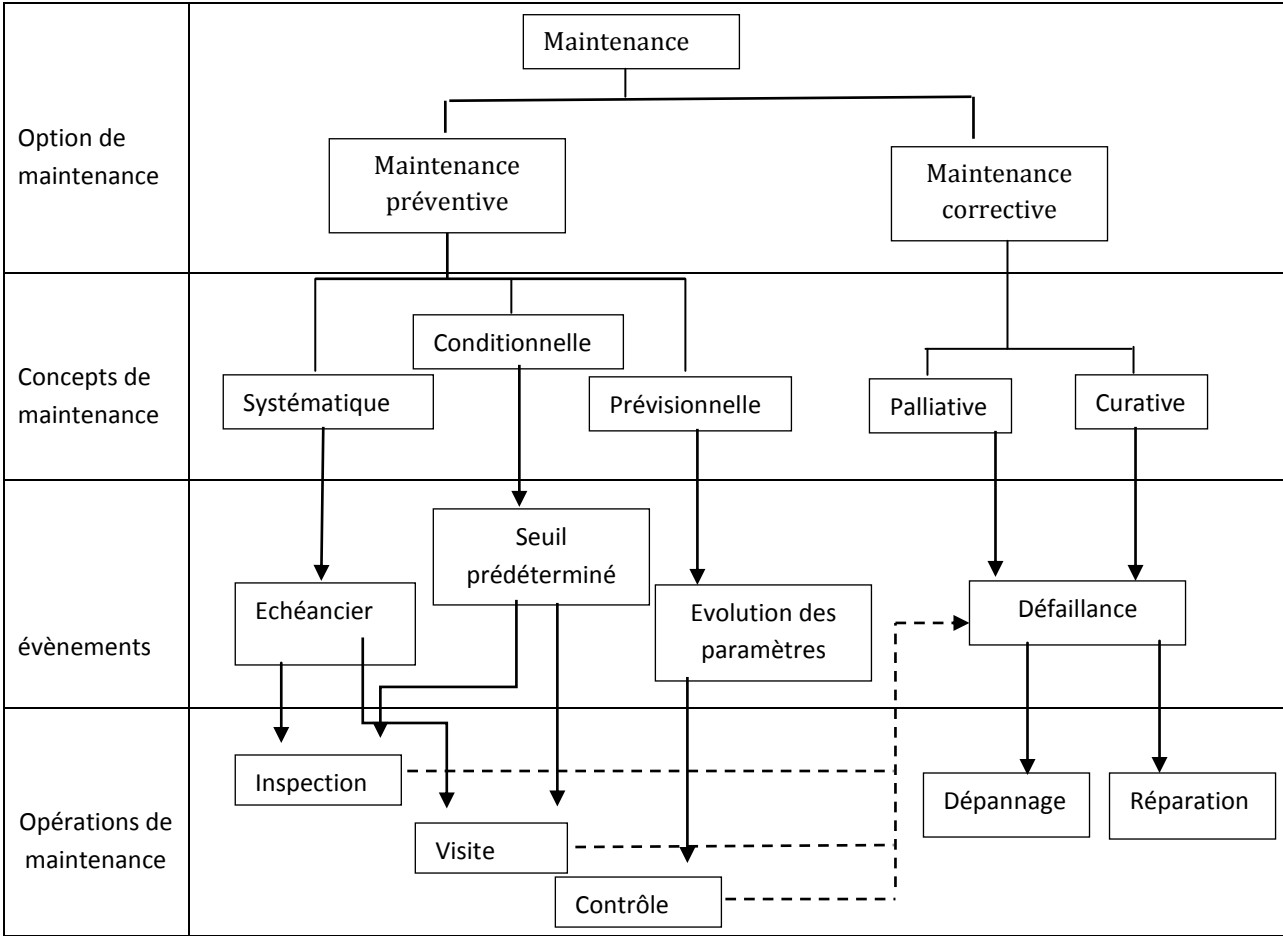 Maintenance
Option de
maintenance
Maintenance
préventive
Maintenance
corrective
Concepts de
maintenance
Conditionnelle
Systématique
Prévisionnelle
Palliative
Curative
évènements
Seuil
prédéterminé
Echéancier
Evolution des
paramètres
Défaillance
Opérations de
maintenance
Inspection
Visite
Contrôle
Dépannage
Réparation